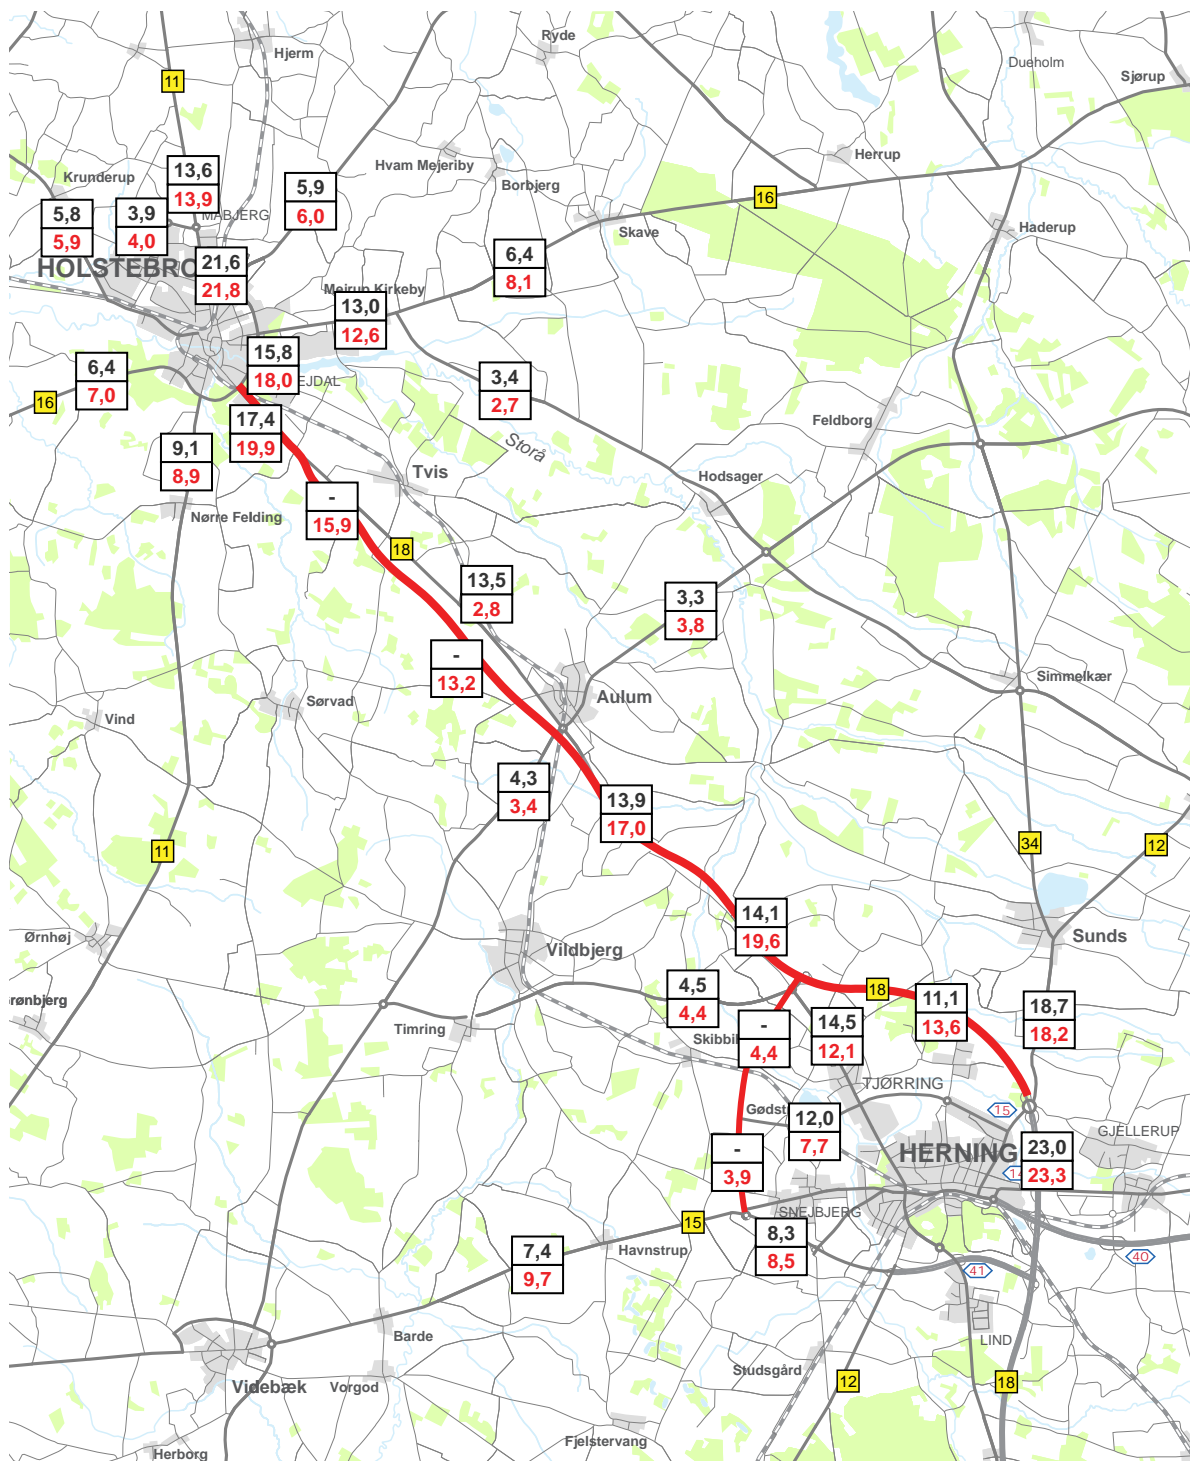 Ryde
Hjerm
Dueholm
Sjørup
11
Herrup
Hvam Mejeriby
Borbjerg
Krunderup
13,6
13,9
5,9
6,0
16
5,8
5,9
3,9
4,0
MABJERG
Skave
Haderup
21,6
21,8
6,4
8,1
HOLSTEBRO
Mejrup Kirkeby
13,0
12,6
15,8
18,0
EJDAL
6,4
7,0
3,4
2,7
16
17,4
19,9
Feldborg
9,1
8,9
Storå
Tvis
Hodsager
-
15,9
Nørre Felding
18
13,5
2,8
3,3
3,8
-
13,2
Simmelkær
Aulum
Sørvad
Vind
4,3
3,4
13,9
17,0
11
34
12
14,1
19,6
Ørnhøj
Vildbjerg
Sunds
4,5
4,4
18
11,1
13,6
18,7
18,2
rønbjerg
Timring
-
4,4
14,5
12,1
Skibbil
TJØRRING
15
Gødst
12,0
7,7
GJELLERUP
HERNING
23,0
23,3
-
3,9
14
SNEJBJERG
15
8,3
8,5
Havnstrup
7,4
9,7
40
41
Barde
LIND
Studsgård
12
18
Videbæk
Vorgod
Fjelstervang
Herborg